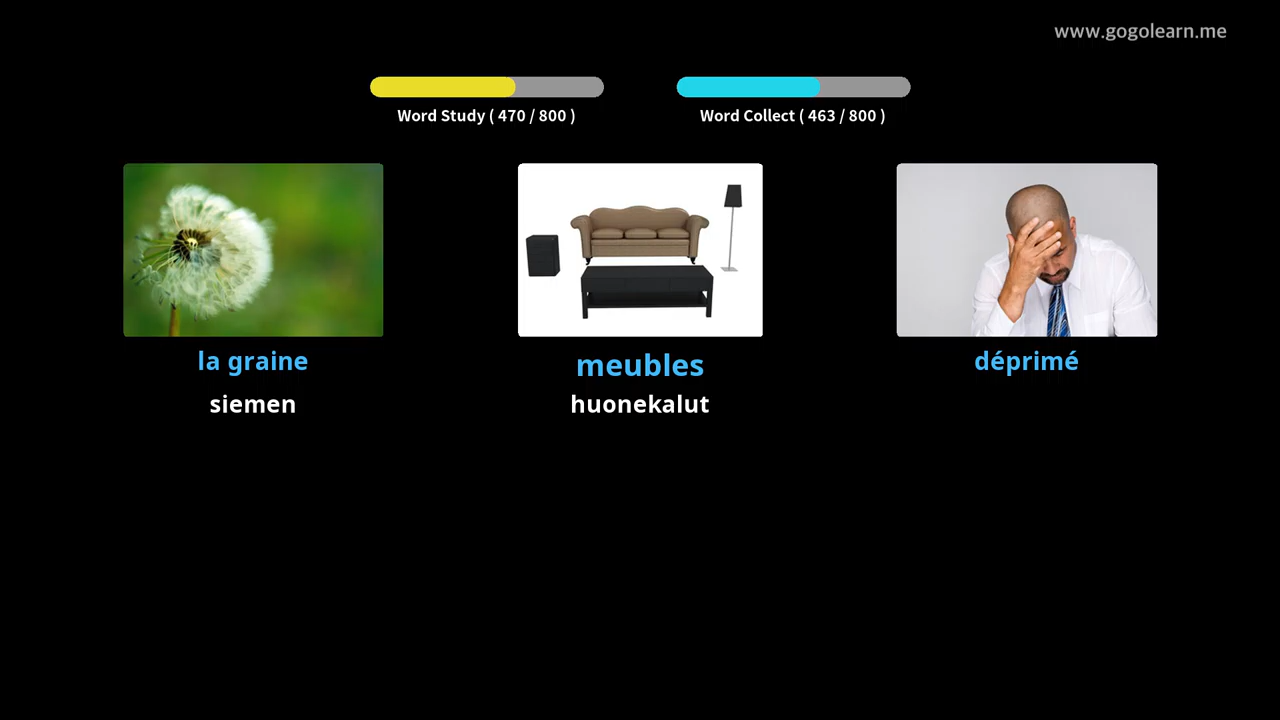 www.gogolearn.me
Word Study ( 470 / 800 )
Word Collect ( 463 / 800 )
la graine
meubles
déprimé
siemen
huonekalut